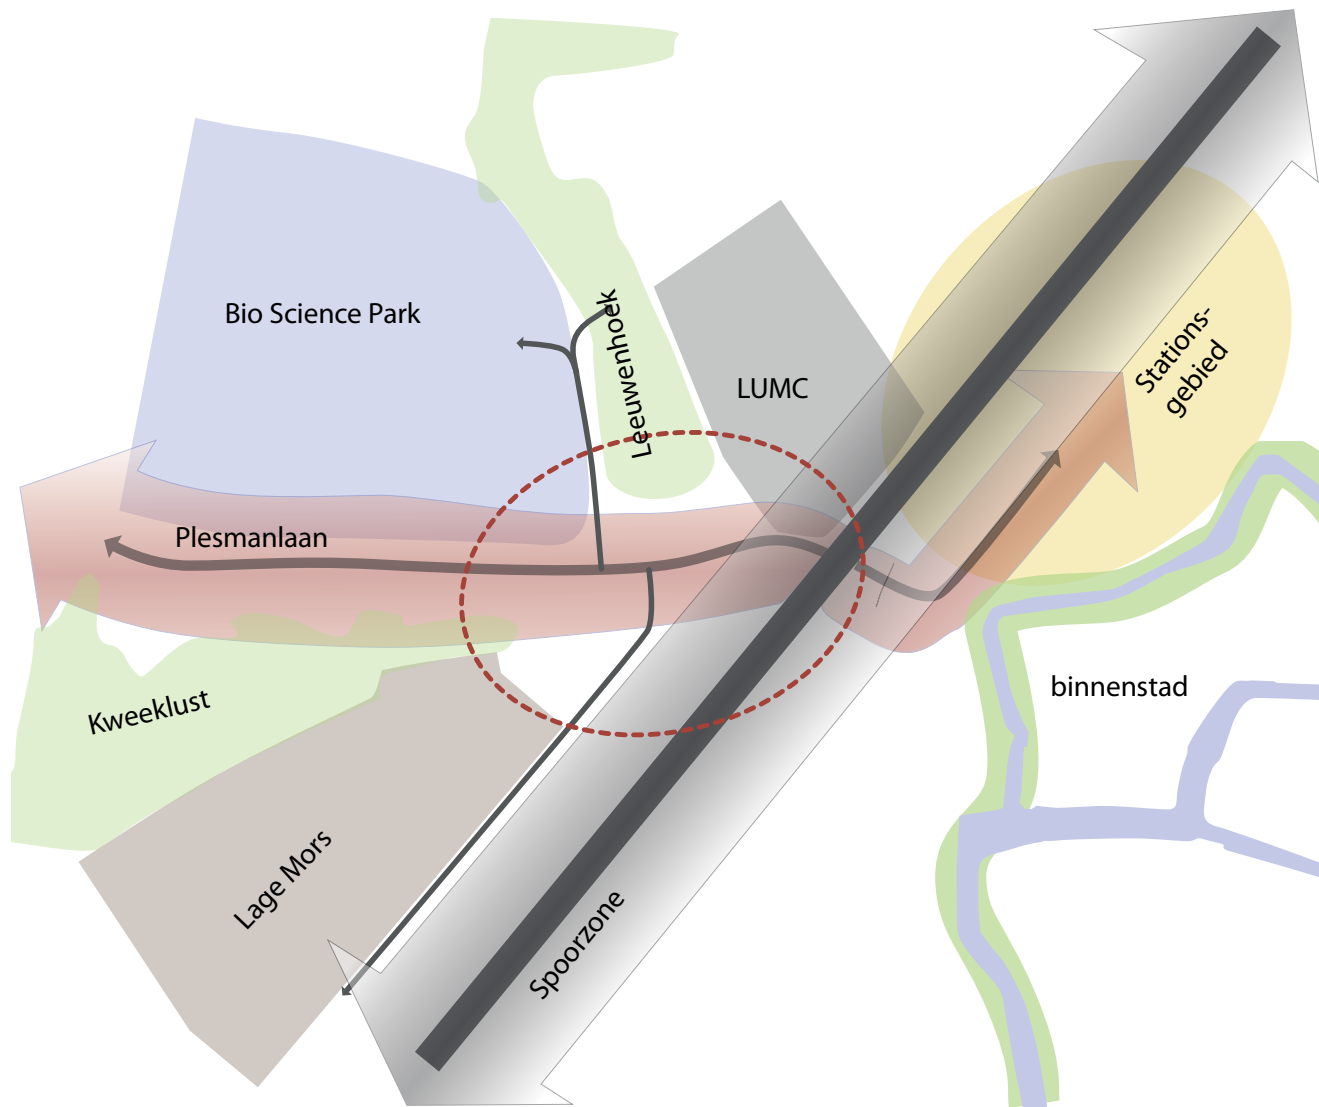 Bio Science Park
Leeuwenhoek
LUMC
Stations-
gebied
Plesmanlaan
Kweeklust
binnenstad
Lage Mors
Spoorzone